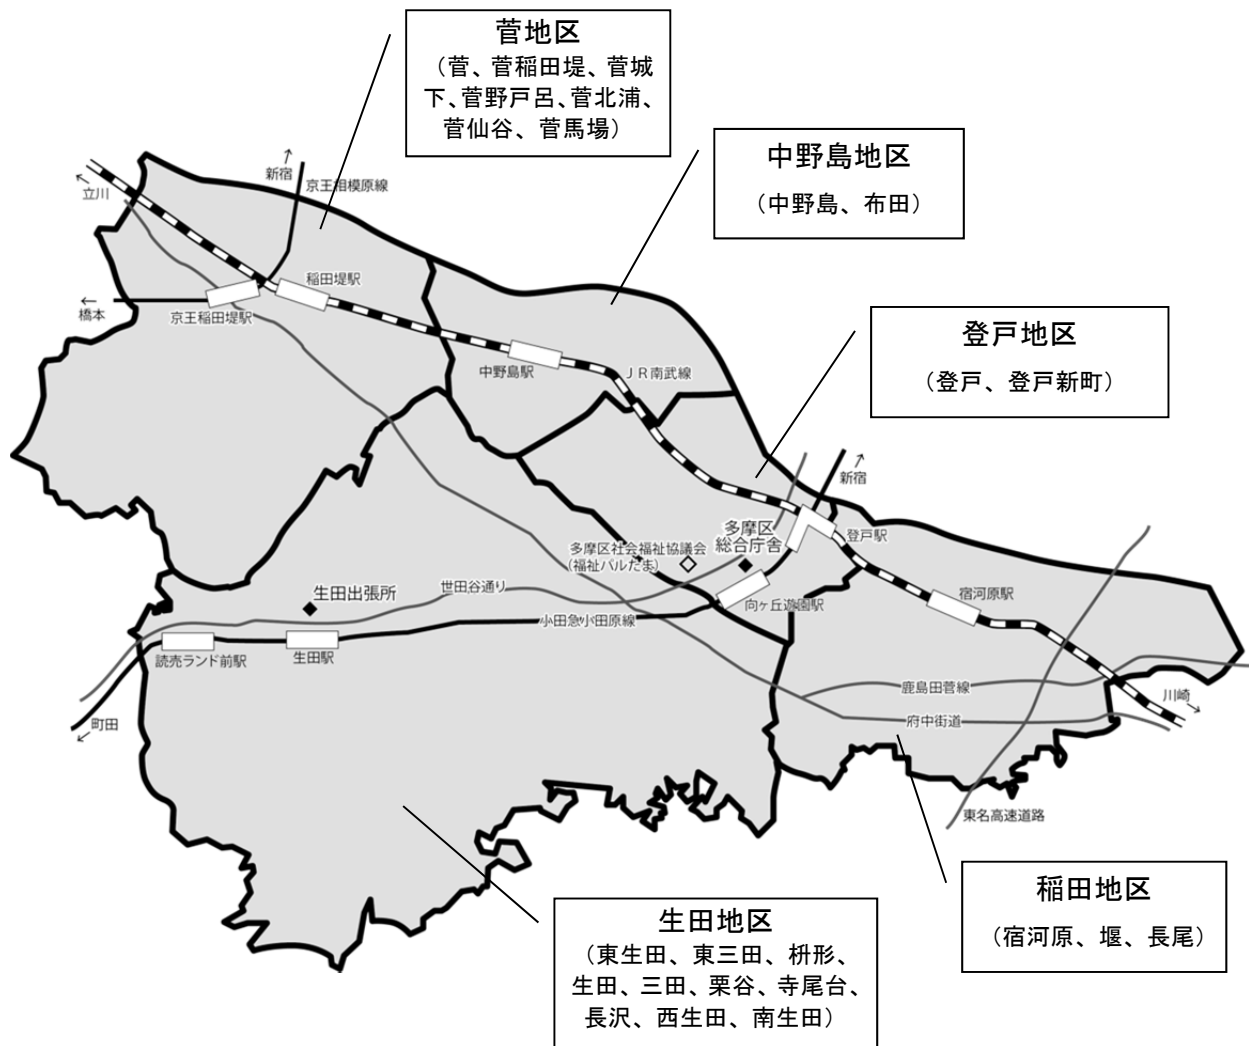 菅地区
（菅、菅稲田堤、菅城
下、菅野戸呂、菅北浦、
菅仙谷、菅馬場）
中野島地区
（中野島、布田）
登戸地区
（登戸、登戸新町）
↑
新宿
京王相模原線
←
立川
稲田堤駅
←
橋本
京王稲田堤駅
中野島駅
ＪＲ南武線
↑
新宿
登戸駅
多摩区
総合庁舎
多摩区社会福祉協議会
（福祉パルたま）
宿河原駅
生田出張所
世田谷通り
向ヶ丘遊園駅
小田急小田原線
読売ランド前駅
生田駅
鹿島田菅線
川崎
→
府中街道
町田
←
東名高速道路
稲田地区
（宿河原、堰、長尾）
生田地区
（東生田、東三田、枡形、
生田、三田、栗谷、寺尾台、
長沢、西生田、南生田）